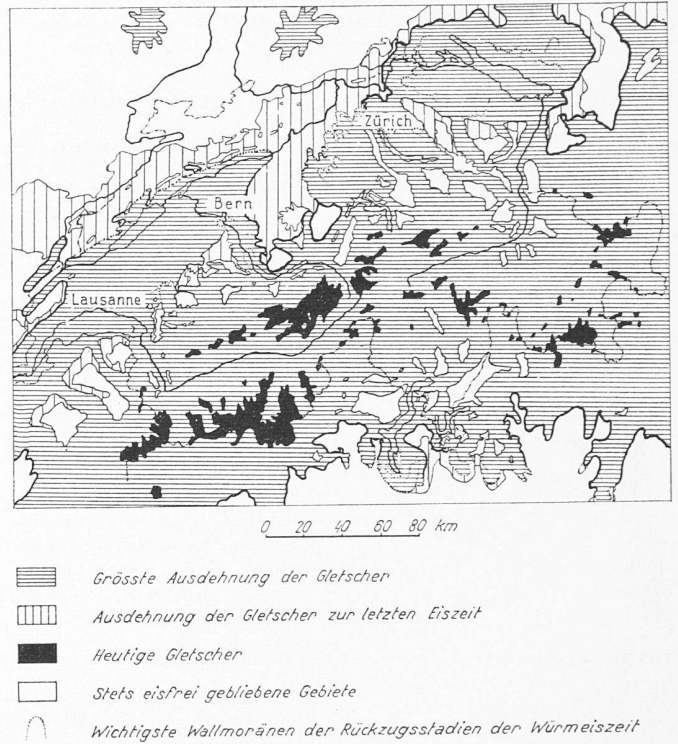 Zürich
Bern
Lausanne
0 20 40 60 80 km
Grösste Ausdehnung der Gletscher
Ausdehnung der Gletscher zur letzten Eiszeit
Heutige Gletscher
Stets eisfrei gebliebene Gebiete
Wichtigste Wallmoränen der Rückzugsstadien der Würmeiszeit